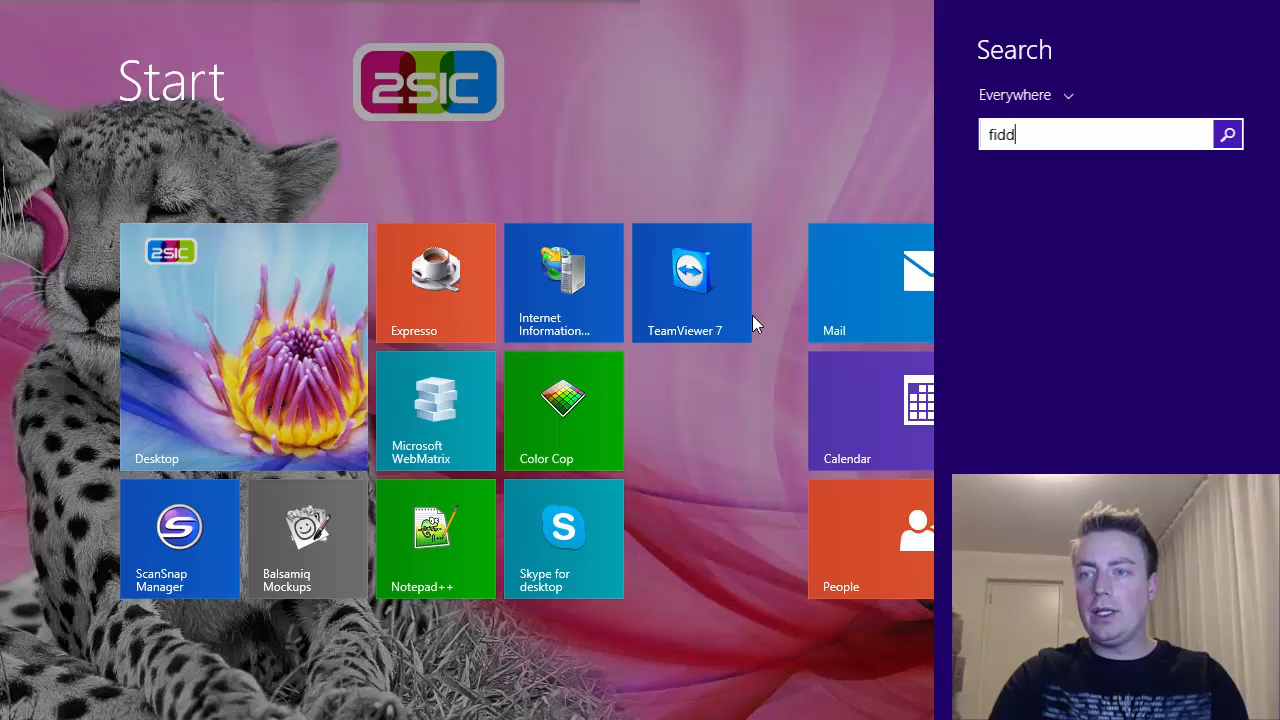 Start
2SIC
Search
Everywhere
fidd
2SIC
Desktop
Expresso
Internet
Information...
TeamViewer 7
Mail
Microsoft
WebMatrix
Color Cop
Calendar
S
ScanSnap
Manager
Balsamiq
Mockups
Notepad++
S
Skype for
desktop
People